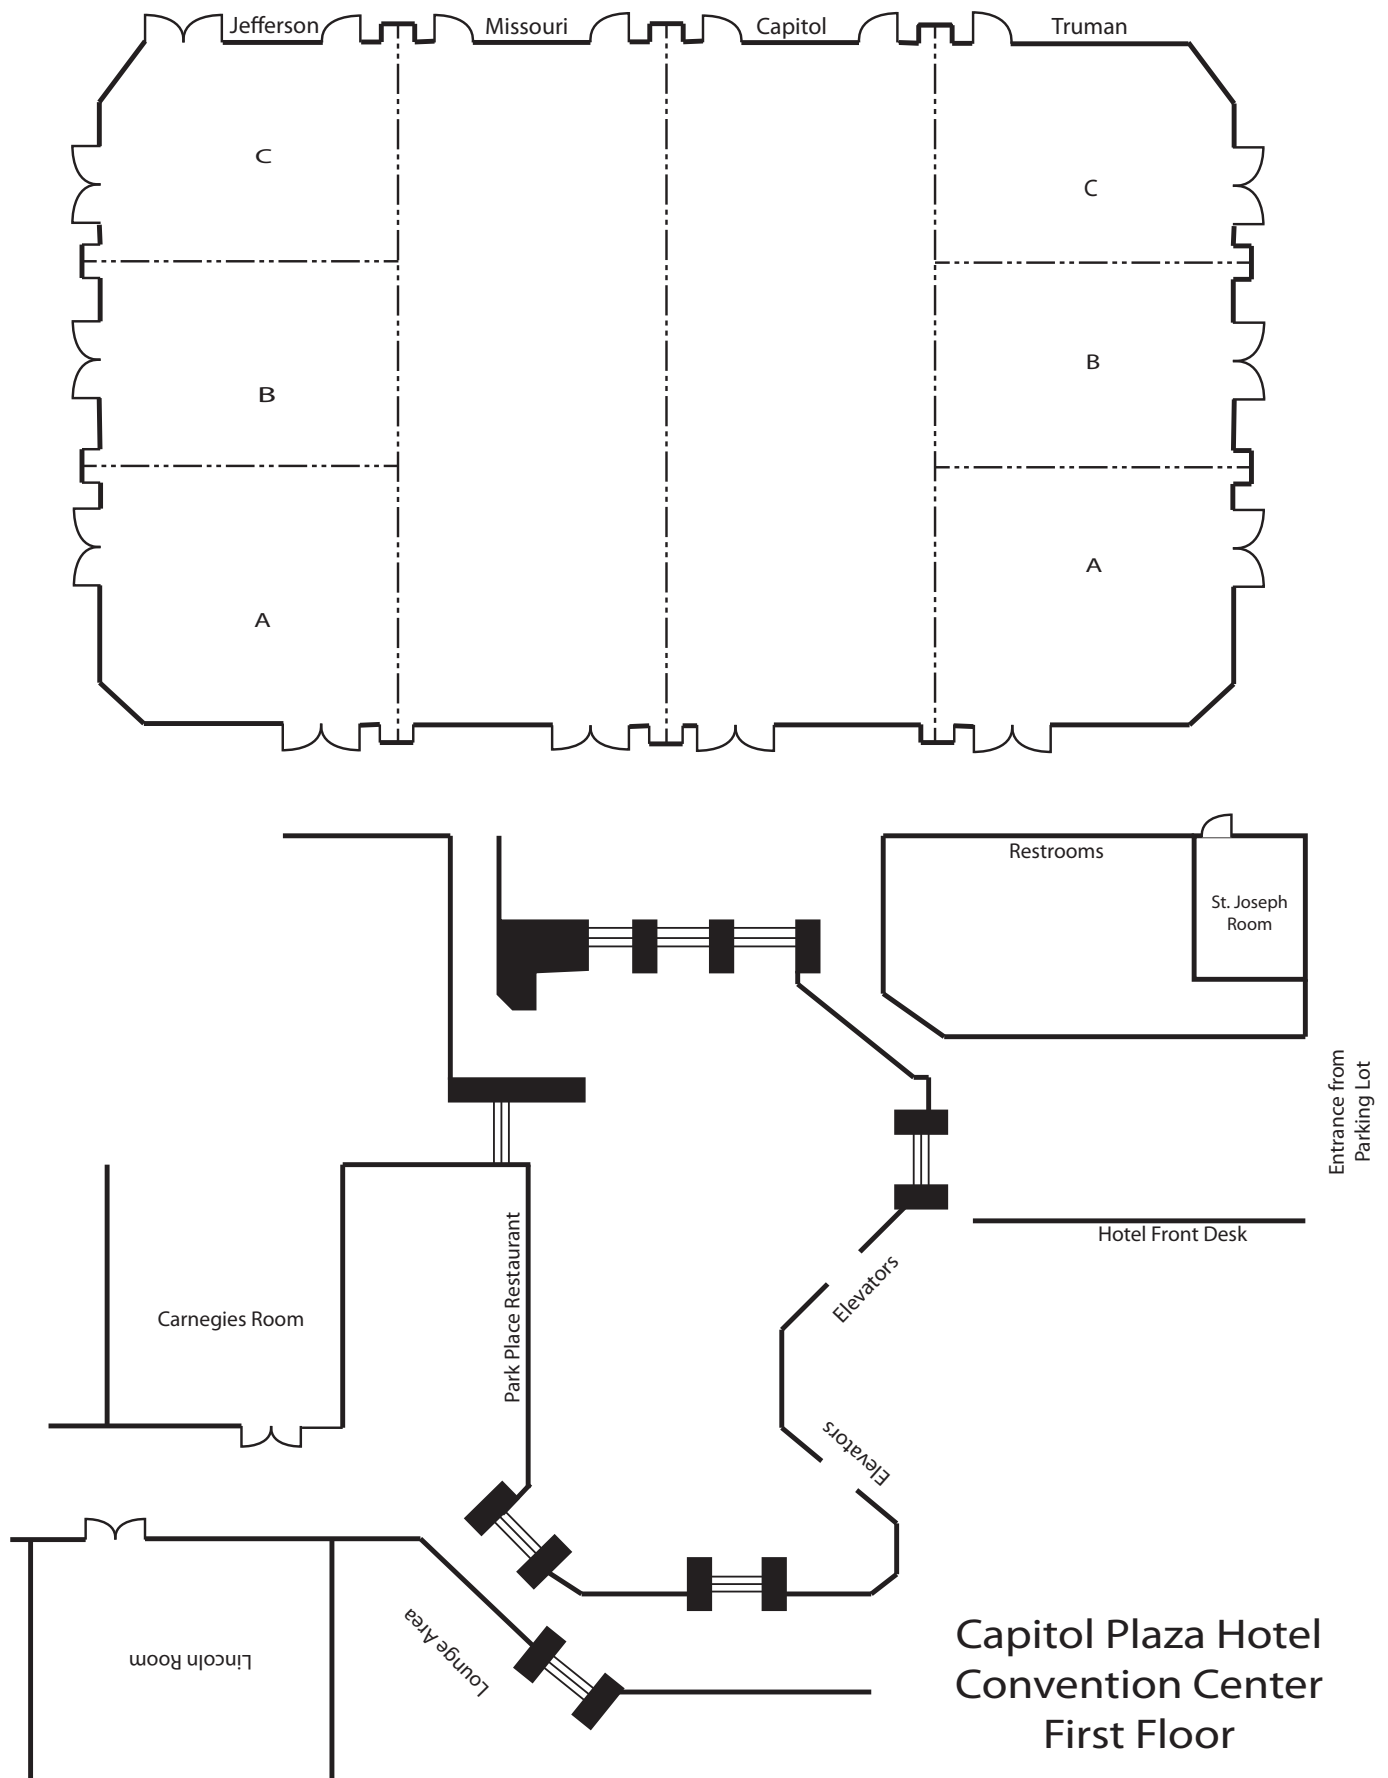 Jefferson
Missouri
Capitol
Truman
C
C
B
B
A
A
Restrooms
St. Joseph
Room
Entrance from
Parking Lot
Hotel Front Desk
Park Place Restaurant
Elevators
Carnegies Room
Elevators
Lounge Area
Lincoln Room
Capitol Plaza Hotel
Convention Center
First Floor